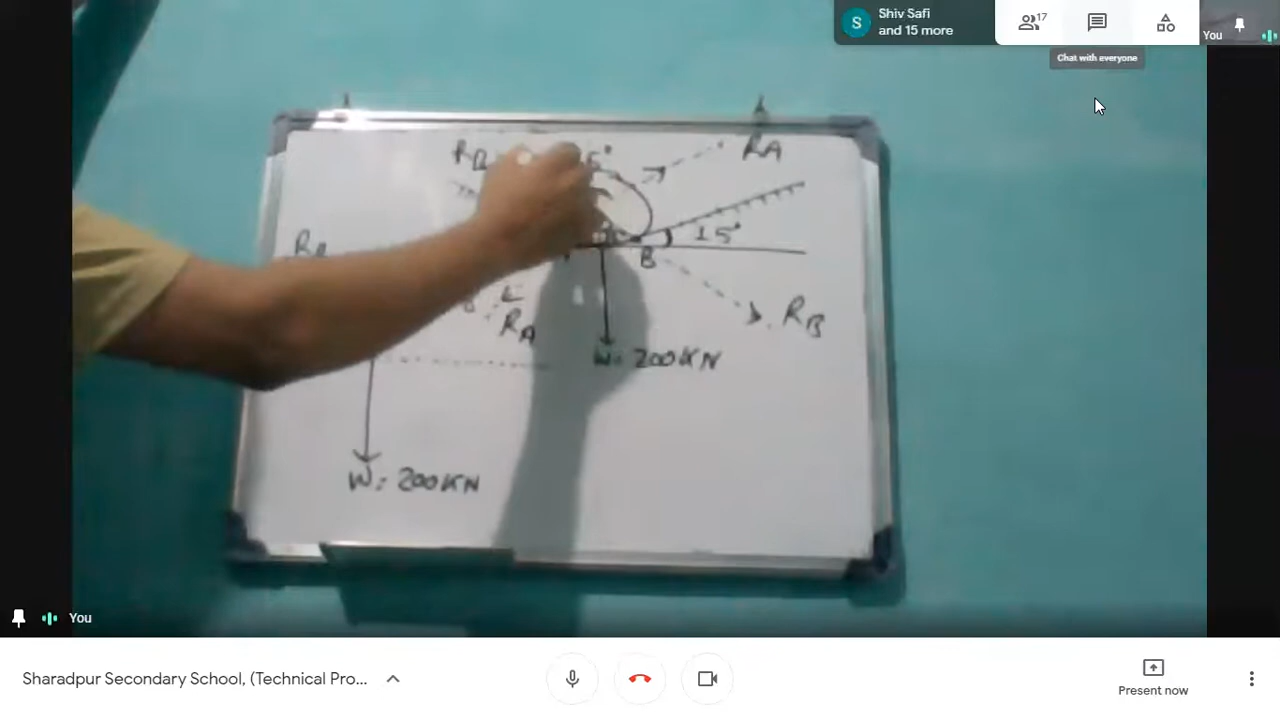 Shiv Safi
and 15 more
17
You
Chat with everyone
RB
RA
15°
B
RA
RB
W: 200KN
W: 200KN
You
Sharadpur Secondary School, (Technical Pro...
Present now